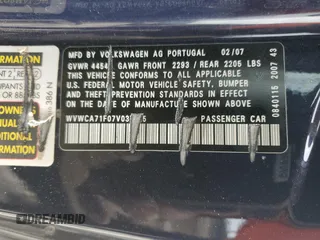 MFD. BY VOLKSWAGEN AG PORTUGAL 02/07
GVWR 4454 GAWR FRONT 2293 / REAR 2205 LBS
THIS VEHICLE CONFORMS TO ALL APPLICABLE
U.S. FEDERAL MOTOR VEHICLE SAFETY, BUMPER,
AND THEFT PREVENTION STANDARDS IN EFFECT
ON THE DATE OF MANUFACTURE SHOWN ABOVE.
PASSENGER CAR
0840116 2007 43
386 N
DREAMBID